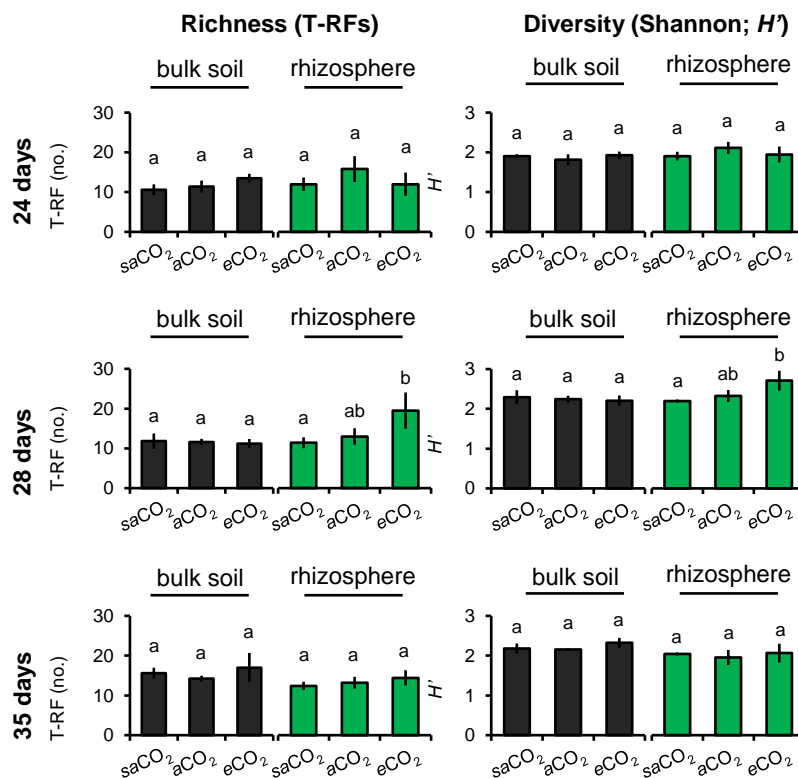 Richness (T-RFs) Diversity (Shannon; H’)
bulk soil rhizosphere bulk soil rhizosphere
24 days
T-RF (no.)
30
20
10
0
a a a a a a
saCO2 aCO2 eCO2 saCO2 aCO2 eCO2
H’
3
2
1
0
a a a a a a
saCO2 aCO2 eCO2 saCO2 aCO2 eCO2
bulk soil rhizosphere bulk soil rhizosphere
28 days
T-RF (no.)
30
20
10
0
a a a a ab b
saCO2 aCO2 eCO2 saCO2 aCO2 eCO2
H’
3
2
1
0
a a a a ab b
saCO2 aCO2 eCO2 saCO2 aCO2 eCO2
bulk soil rhizosphere bulk soil rhizosphere
35 days
T-RF (no.)
30
20
10
0
a a a a a a
saCO2 aCO2 eCO2 saCO2 aCO2 eCO2
H’
3
2
1
0
a a a a a a
saCO2 aCO2 eCO2 saCO2 aCO2 eCO2